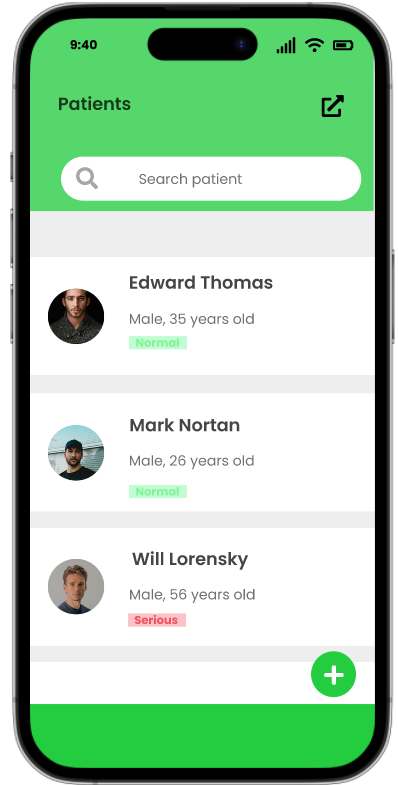 9:40
Patients
Search patient
Edward Thomas
Male, 35 years old
Normal
Mark Nortan
Male, 26 years old
Normal
Will Lorensky
Male, 56 years old
Serious